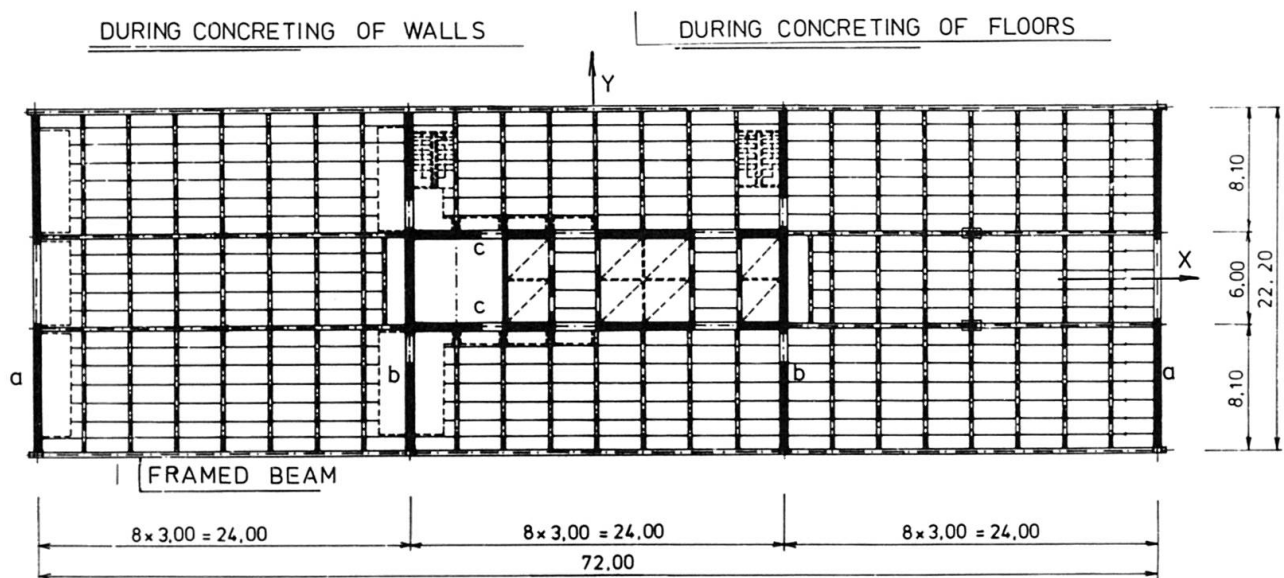 DURING CONCRETING OF WALLS
DURING CONCRETING OF FLOORS
Y
8,10
c
X
6,00
22,20
c
a
b
b
a
8,10
FRAMED BEAM
8×3,00 = 24,00
8×3,00 = 24,00
8×3,00 = 24,00
72,00